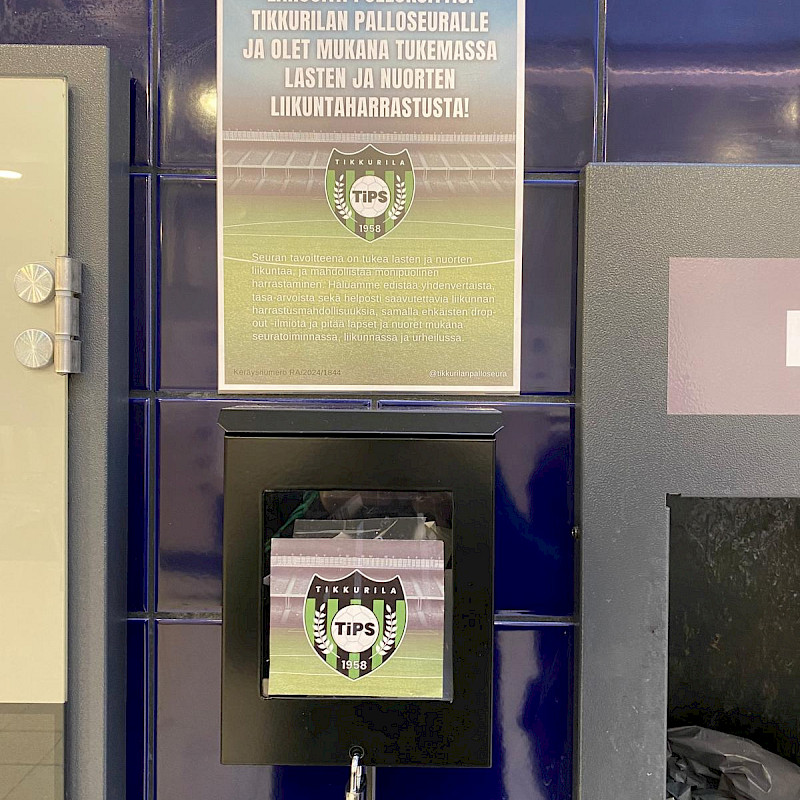 TIKKURILAN PALLOSEURALLE
JA OLET MUKANA TUKEMASSA
LASTEN JA NUORTEN
LIIKUNTAHARRASTUSTA!
TIKKURILA
TiPS
1958
Seuran tavoitteena on tukea lasten ja nuorten
liikuntaa, ja mahdollistaa monipuolinen
harrastaminen. Haluamme edistää yhdenvertaista,
tasa-arvoista sekä helposti saavutettavia liikunnan
harrastusmahdollisuuksia, samalla ehkäisten drop-
out -ilmiötä ja pitää lapset ja nuoret mukana
seuratoiminnassa, liikunnassa ja urheilussa.
Keräysnumero RA/2024/1844
@tikkurilanpalloseura
TIKKURILA
TiPS
1958